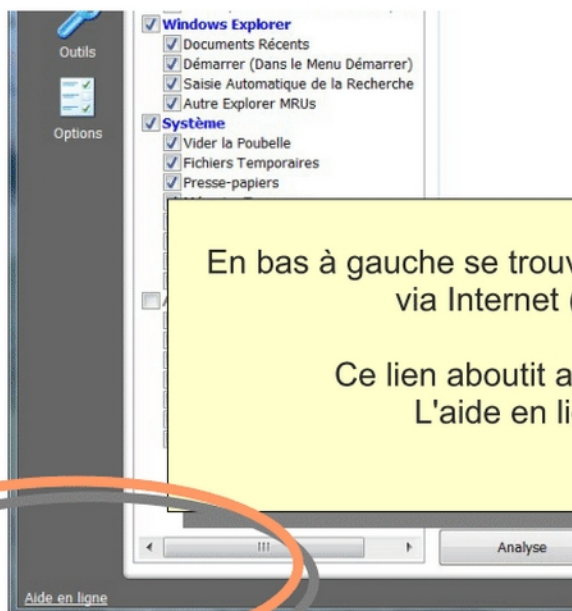 Outils
Options
Windows Explorer
Documents Récents
Démarrer (Dans le Menu Démarrer)
Saisie Automatique de la Recherche
Autre Explorer MRUs
Système
Vider la Poubelle
Fichiers Temporaires
Presse-papiers
En bas à gauche se trouv
via Internet (
Ce lien aboutit a
L'aide en li
Analyse
Aide en ligne